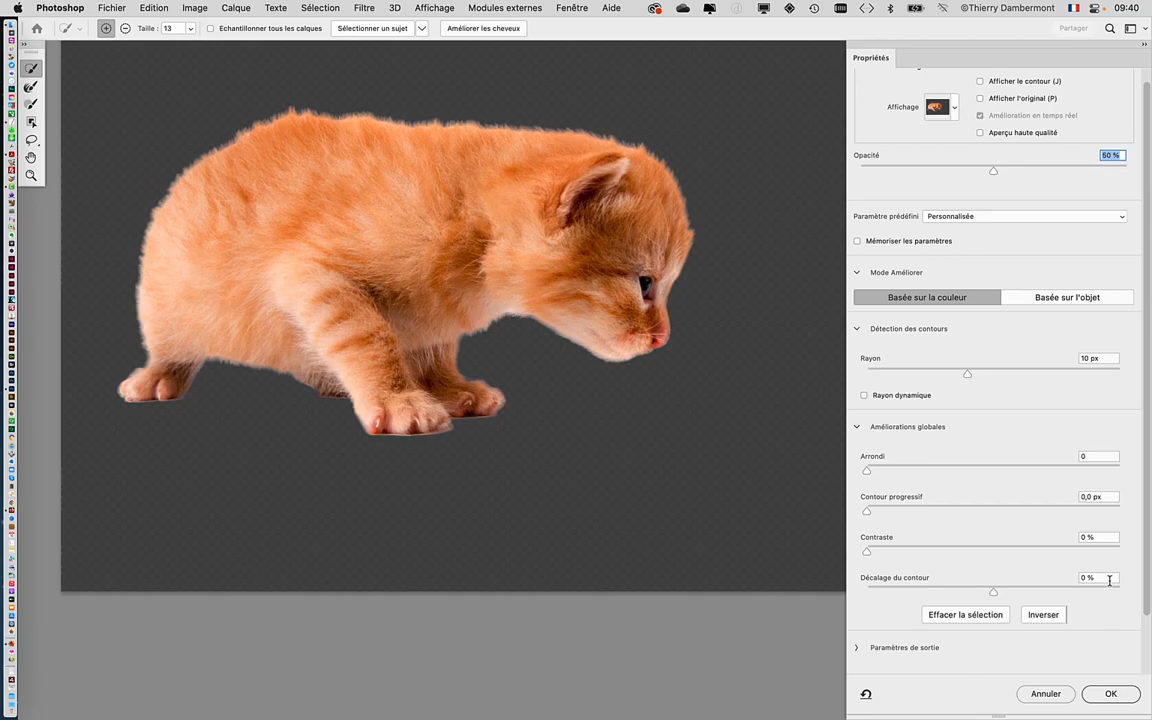 Photoshop Fichier Edition Image Calque Texte Sélection Filtre 3D Affichage Modules externes Fenêtre Aide ©Thierry Dambermont 09:40
Taille : 13 Echantillonner tous les calques Sélectionner un sujet Améliorer les cheveux Partager
Propriétés
Afficher le contour (J)
Affichage Afficher l'original (P)
Amélioration en temps réel
Aperçu haute qualité
Opacité 50 %
Paramètre prédéfini Personnalisée
Mémoriser les paramètres
Mode Améliorer
Basée sur la couleur Basée sur l'objet
Détection des contours
Rayon 10 px
Rayon dynamique
Améliorations globales
Arrondi 0
Contour progressif 0,0 px
Contraste 0 %
Décalage du contour 0 %
Effacer la sélection Inverser
Paramètres de sortie
Annuler OK